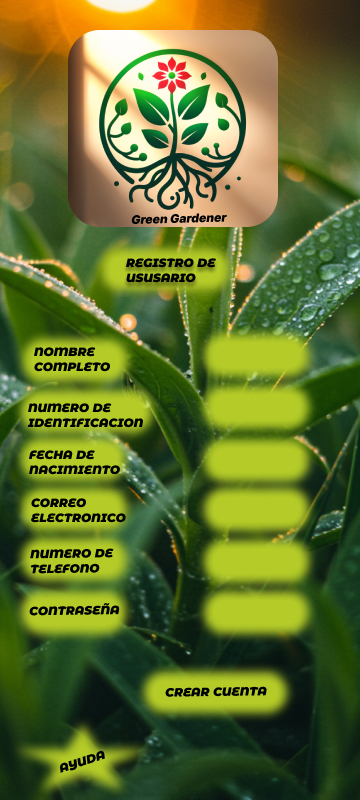 Green Gardener
REGISTRO DE
USUSARIO
NOMBRE
COMPLETO
NUMERO DE
IDENTIFICACION
FECHA DE
NACIMIENTO
CORREO
ELECTRONICO
NUMERO DE
TELEFONO
CONTRASEÑA
CREAR CUENTA
AYUDA